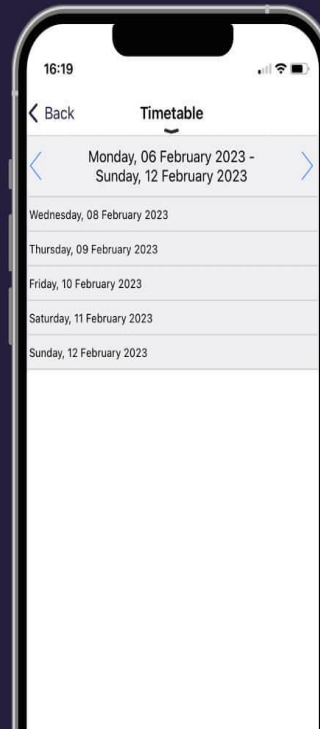 16:19
Back Timetable
Monday, 06 February 2023 -
Sunday, 12 February 2023
Wednesday, 08 February 2023
Thursday, 09 February 2023
Friday, 10 February 2023
Saturday, 11 February 2023
Sunday, 12 February 2023